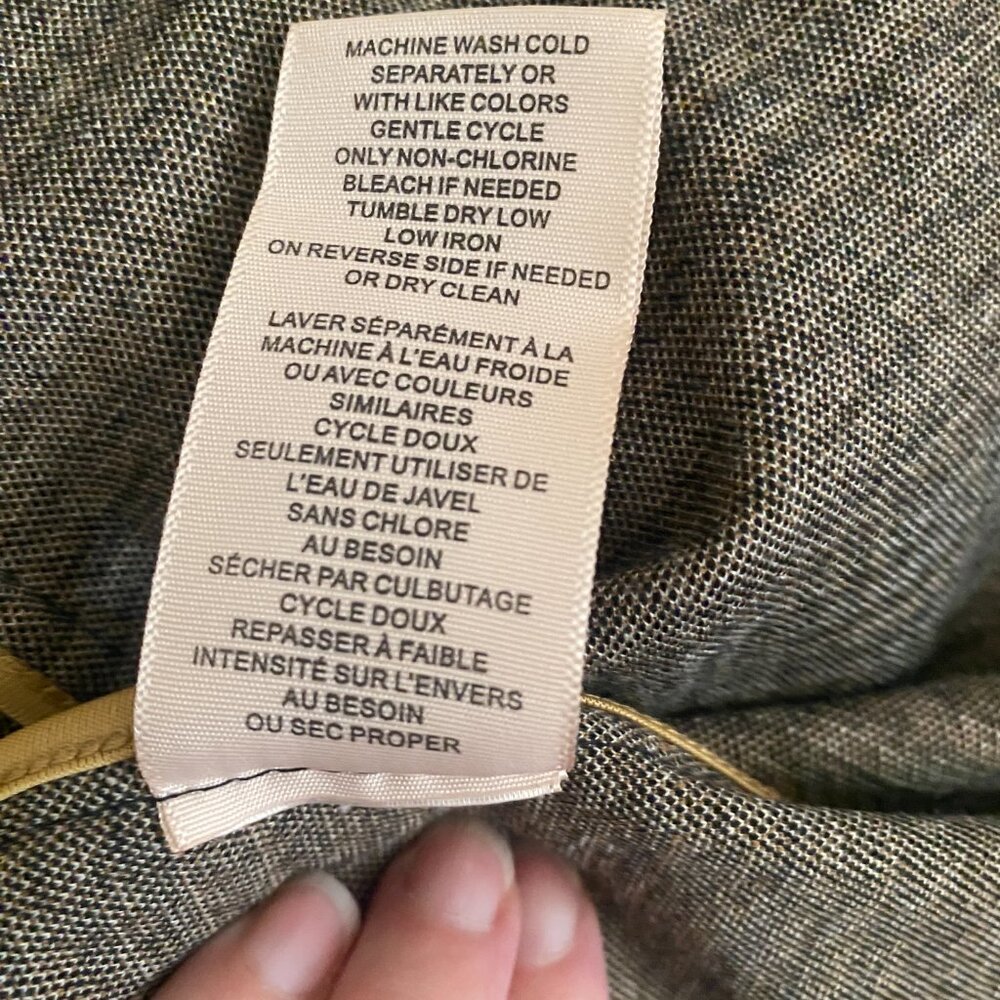 MACHINE WASH COLD
SEPARATELY OR
WITH LIKE COLORS
GENTLE CYCLE
ONLY NON-CHLORINE
BLEACH IF NEEDED
TUMBLE DRY LOW
LOW IRON
ON REVERSE SIDE IF NEEDED
OR DRY CLEAN
LAVER SÉPARÉMENT À LA
MACHINE À L'EAU FROIDE
OU AVEC COULEURS
SIMILAIRES
CYCLE DOUX
SEULEMENT UTILISER DE
L'EAU DE JAVEL
SANS CHLORE
AU BESOIN
SÉCHER PAR CULBUTAGE
CYCLE DOUX
REPASSER À FAIBLE
INTENSITÉ SUR L'ENVERS
AU BESOIN
OU SEC PROPER